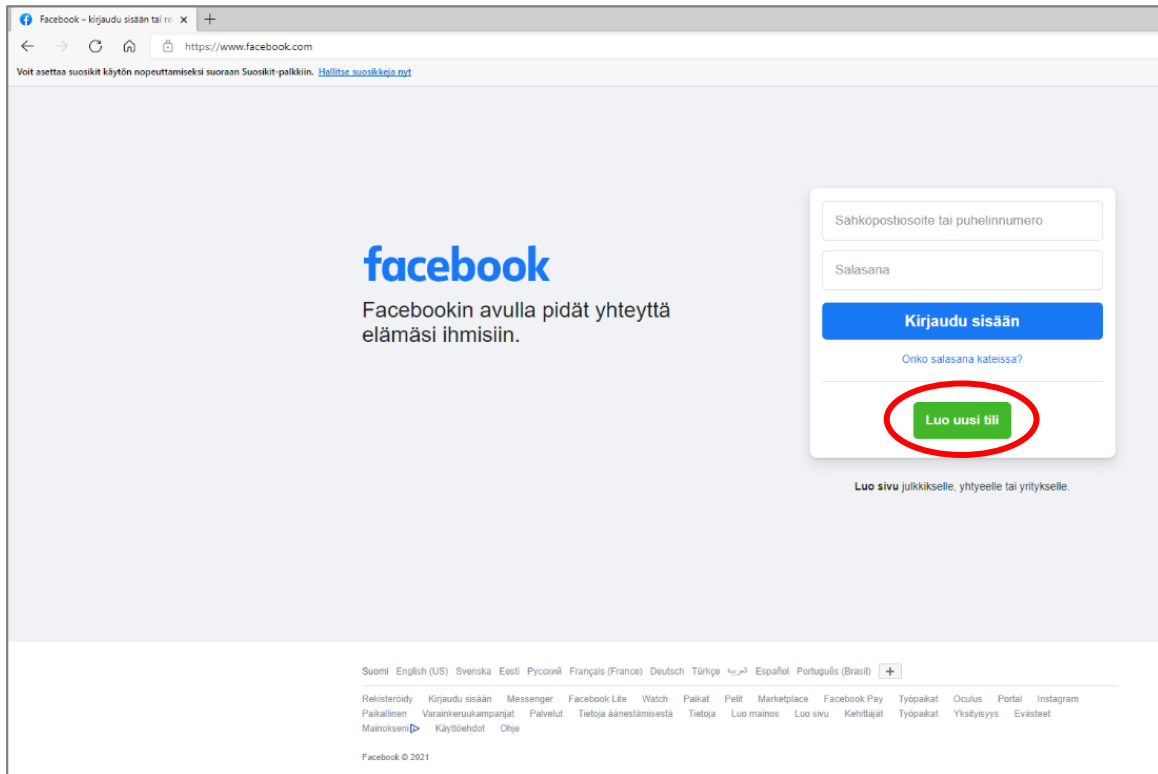 Facebook – kirjaudu sisään tai re
https://www.facebook.com
Voit asettaa suosikit käytön nopeuttamiseksi suoraan Suosikit-palkkiin. Hallitse suosikkeja nyt
facebook
Facebookin avulla pidät yhteyttä
elämäsi ihmisiin.
Sähköpostiosoite tai puhelinnumero
Salasana
Kirjaudu sisään
Onko salasana kateissa?
Luo uusi tili
Luo sivu julkkikselle, yhtyeelle tai yritykselle.
Suomi English (US) Svenska Eesti Русский Français (France) Deutsch Türkçe العربية Español Português (Brasil)
Rekisteröidy Kirjaudu sisään Messenger Facebook Lite Watch Paikat Pelit Marketplace Facebook Pay Työpaikat Oculus Portal Instagram
Paikallinen Varainkeruukampanjat Palvelut Tietoja äänestämisestä Tietoja Luo mainos Luo sivu Kehittäjät Työpaikat Yksityisyys Evästeet
Mainokseni Käyttöehdot Ohje
Facebook © 2021